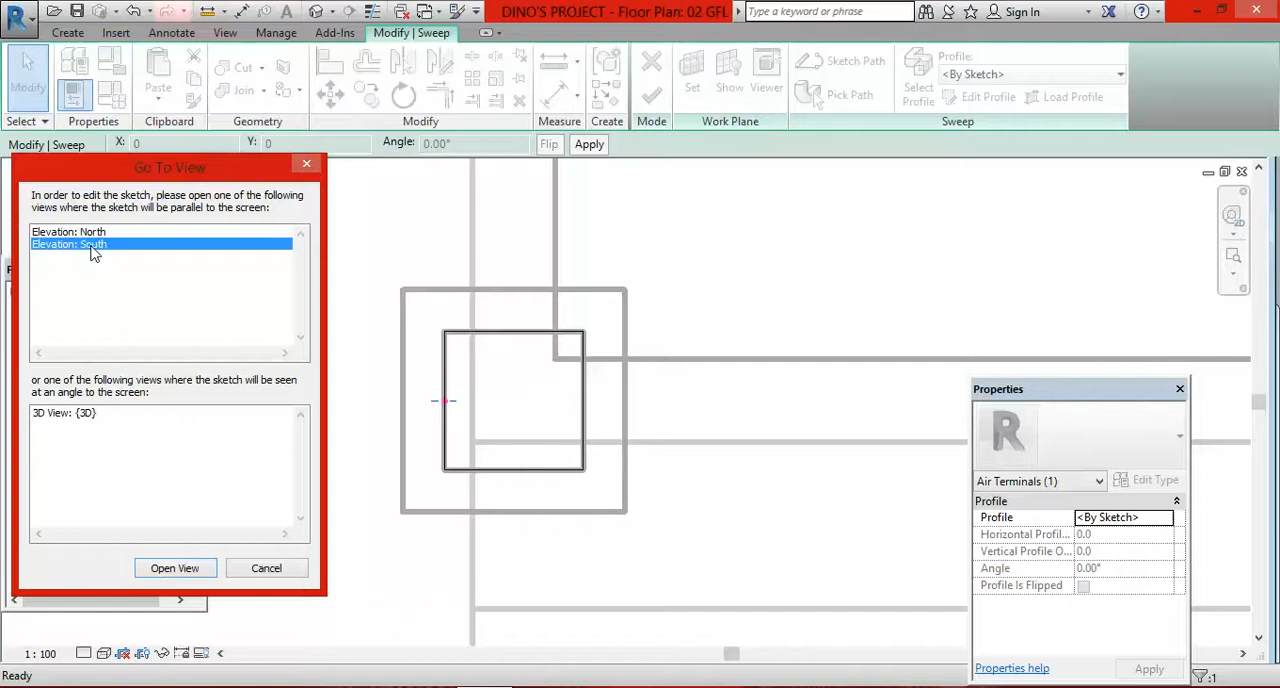 DINO'S PROJECT - Floor Plan: 02 GFL
Type a keyword or phrase
Sign In
Create Insert Annotate View Manage Add-Ins Modify | Sweep
Modify
Paste
Cut
Join
Set Show Viewer
Sketch Path
Pick Path
Select Profile
Profile:
<By Sketch>
Edit Profile Load Profile
Select Properties Clipboard Geometry Modify Measure Create Mode Work Plane Sweep
Modify | Sweep X: 0 Y: 0 Angle: 0.00° Flip Apply
Go To View
In order to edit the sketch, please open one of the following
views where the sketch will be parallel to the screen:
Elevation: North
Elevation: South
or one of the following views where the sketch will be seen
at an angle to the screen:
3D View: {3D}
Open View Cancel
2D
Properties
R
Air Terminals (1) Edit Type
Profile
Profile <By Sketch>
Horizontal Profil... 0.0
Vertical Profile O... 0.0
Angle 0.00°
Profile Is Flipped
Properties help Apply
1 : 100
Ready
:1